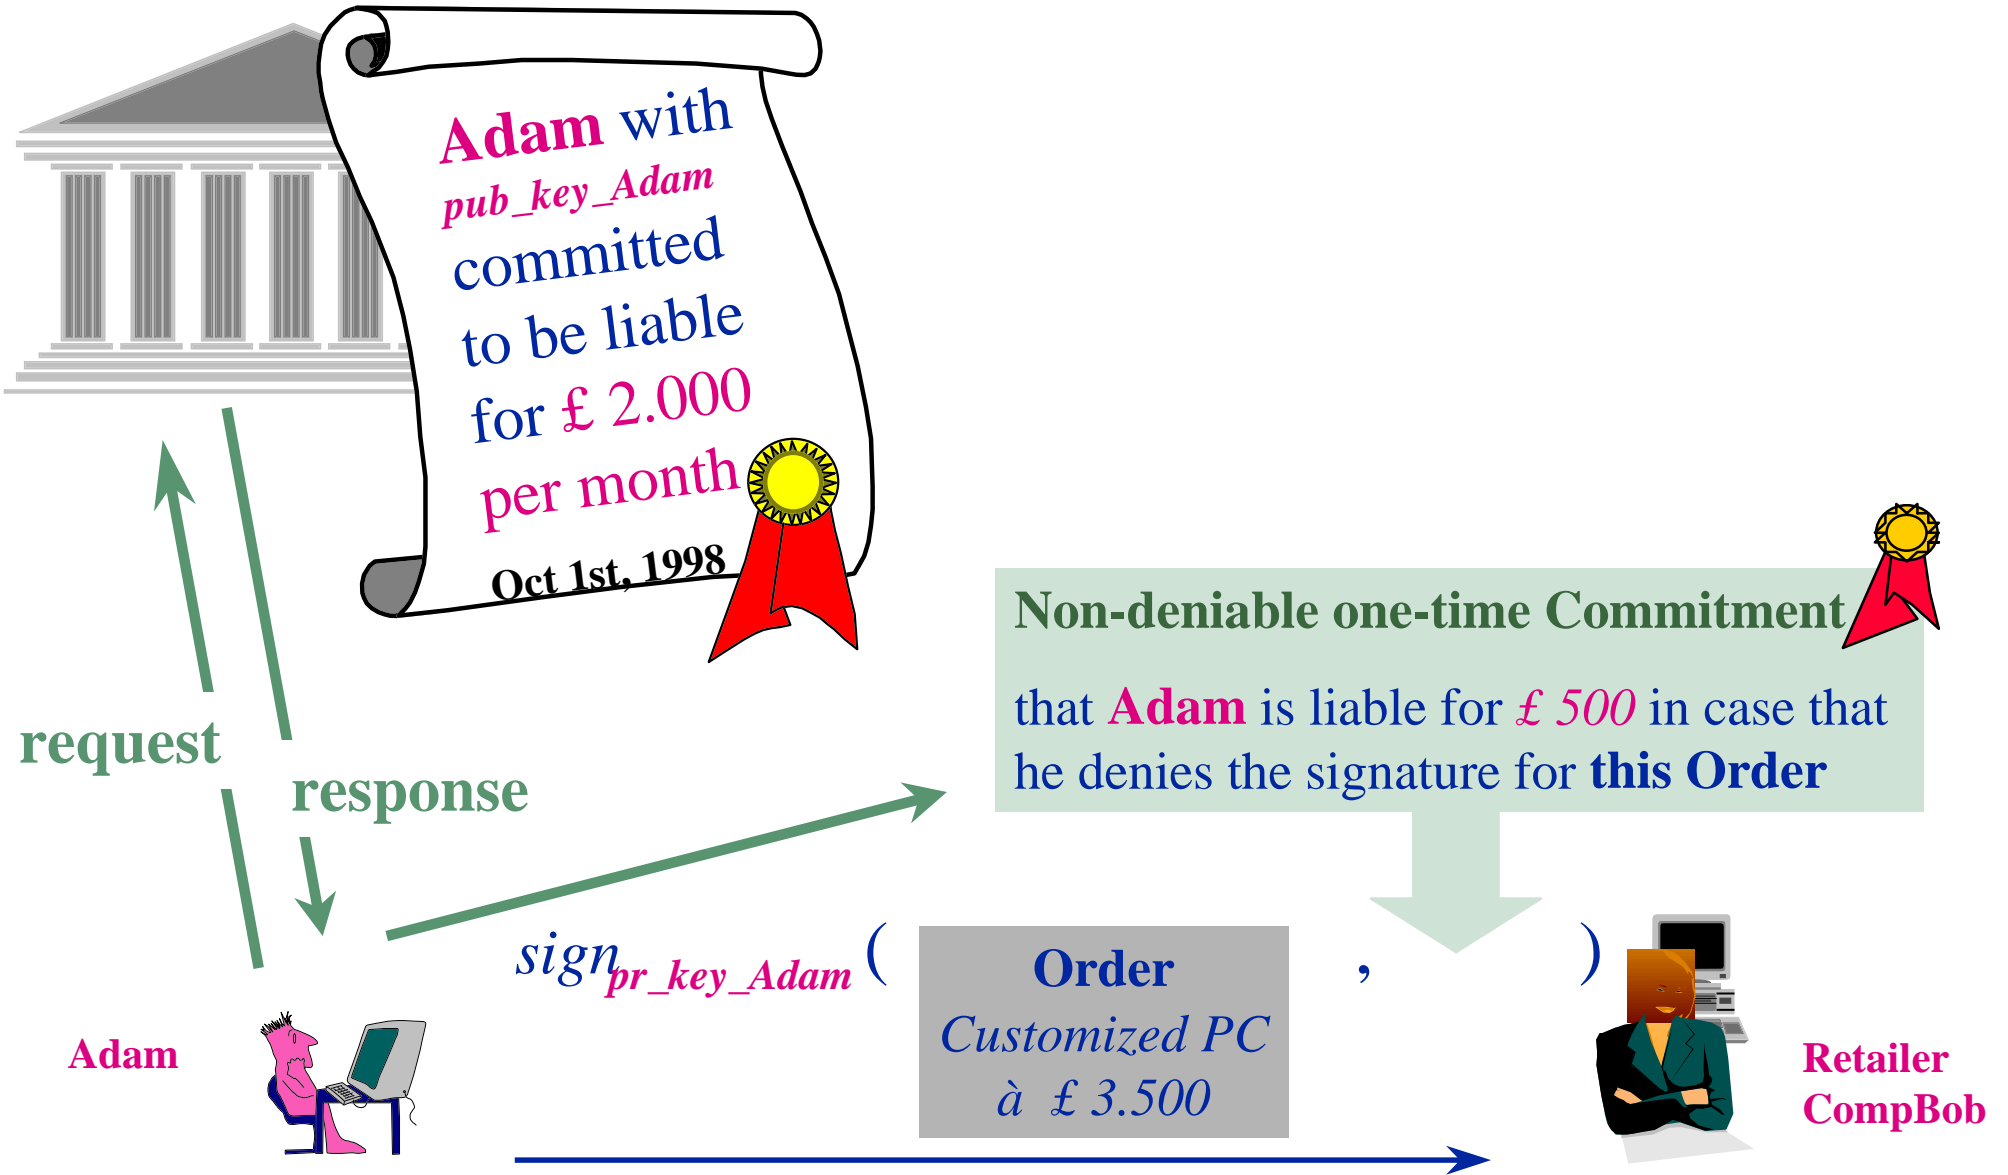 Adam with
pub_key_Adam
committed
to be liable
for £ 2.000
per month
Oct 1st, 1998
Non-deniable one-time Commitment
that Adam is liable for £ 500 in case that
he denies the signature for this Order
request
response
sign pr_key_Adam ( , )
Order
Customized PC
à £ 3.500
Adam
Retailer
CompBob